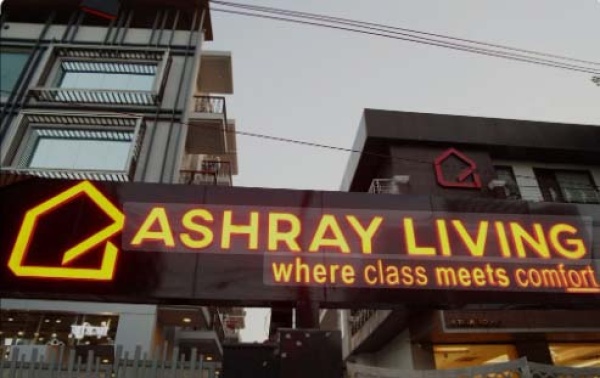 ASHRAY LIVING
where class meets comfort